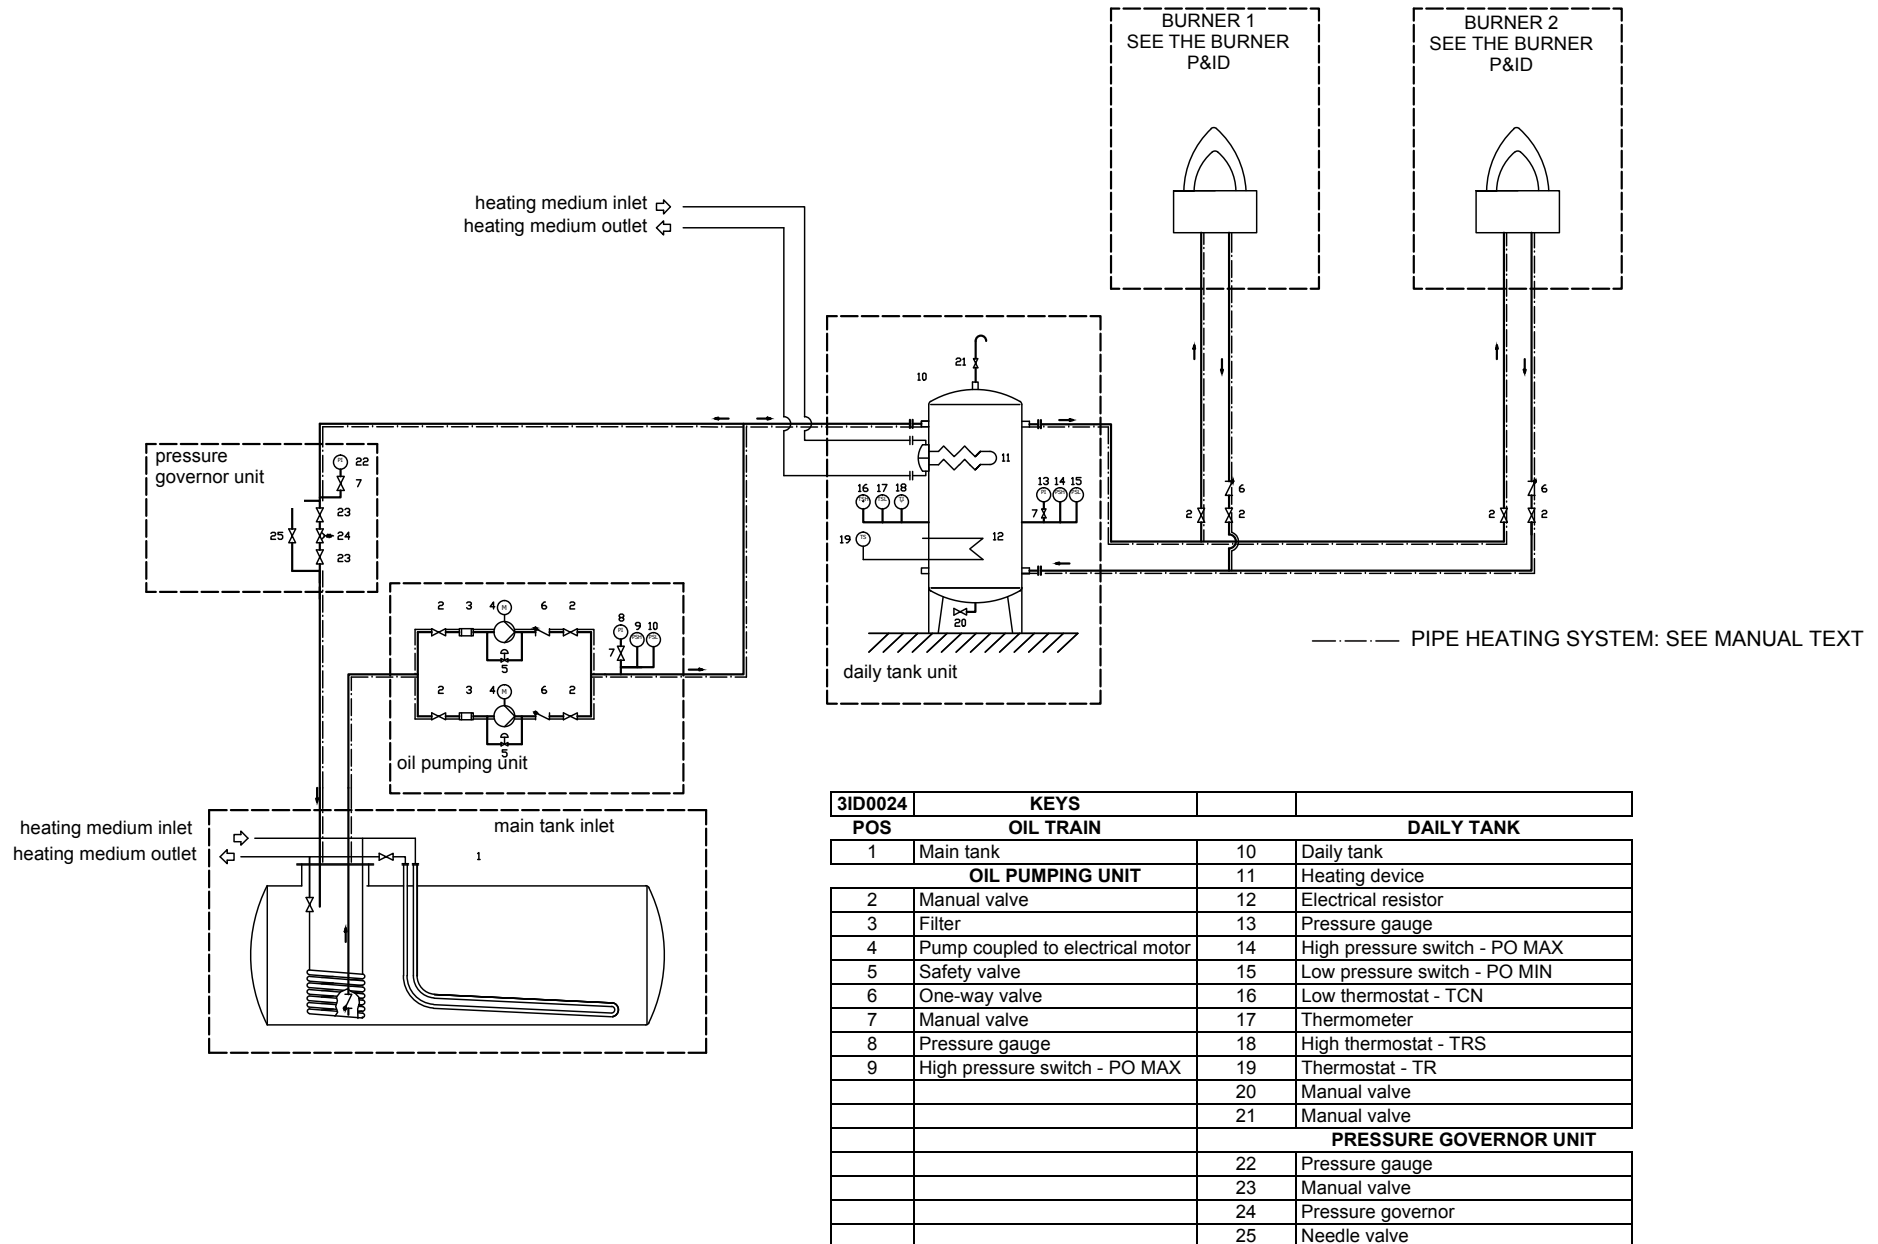 BURNER 1
SEE THE BURNER
P&ID
BURNER 2
SEE THE BURNER
P&ID
heating medium inlet
heating medium outlet
21
10
11
16 17 18
13 14 15
PI PSH PSL
7
19 TS
12
20
daily tank unit
6
2 2
6
2 2
pressure
governor unit
PI 22
7
23
25 24
23
2 3 4 M 6 2
5
8 9 10
PI PSH PSL
7
2 3 4 M 6 2
5
oil pumping unit
PIPE HEATING SYSTEM: SEE MANUAL TEXT
main tank inlet
heating medium inlet
heating medium outlet
1
3ID0024 KEYS
POS OIL TRAIN DAILY TANK
1 Main tank 10 Daily tank
OIL PUMPING UNIT 11 Heating device
2 Manual valve 12 Electrical resistor
3 Filter 13 Pressure gauge
4 Pump coupled to electrical motor 14 High pressure switch - PO MAX
5 Safety valve 15 Low pressure switch - PO MIN
6 One-way valve 16 Low thermostat - TCN
7 Manual valve 17 Thermometer
8 Pressure gauge 18 High thermostat - TRS
9 High pressure switch - PO MAX 19 Thermostat - TR
20 Manual valve
21 Manual valve
PRESSURE GOVERNOR UNIT
22 Pressure gauge
23 Manual valve
24 Pressure governor
25 Needle valve